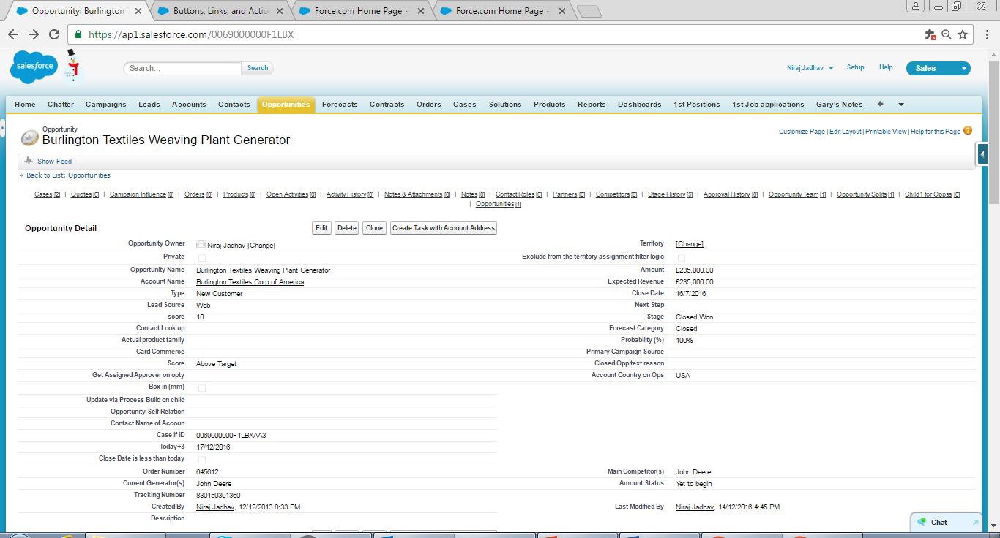 Opportunity: Burlington
Buttons, Links, and Actio
Force.com Home Page ~
Force.com Home Page ~
https://ap1.salesforce.com/0069000000F1LBX
salesforce
'17
Search...
Search
Niraj Jadhav
Setup
Help
Sales
Home Chatter Campaigns Leads Accounts Contacts Opportunities Forecasts Contracts Orders Cases Solutions Products Reports Dashboards 1st Positions 1st Job applications Gary's Notes +
Opportunity
Burlington Textiles Weaving Plant Generator
Customize Page | Edit Layout | Printable View | Help for this Page ?
Show Feed
« Back to List: Opportunities
Cases [2] | Quotes [0] | Campaign Influence [0] | Orders [0] | Products [0] | Open Activities [0] | Activity History [0] | Notes & Attachments [0] | Notes [0] | Contact Roles [0] | Partners [0] | Competitors [0] | Stage History [5] | Approval History [0] | Opportunity Team [1] | Opportunity Splits [1] | Child1 for Oppss [0]
| Opportunities [1]
Opportunity Detail
Edit Delete Clone Create Task with Account Address
Opportunity Owner Niraj Jadhav [Change] Territory [Change]
Private Exclude from the territory assignment filter logic
Opportunity Name Burlington Textiles Weaving Plant Generator Amount £235,000.00
Account Name Burlington Textiles Corp of America Expected Revenue £235,000.00
Type New Customer Close Date 16/7/2016
Lead Source Web Next Step
score 10 Stage Closed Won
Contact Look up Forecast Category Closed
Actual product family Probability (%) 100%
Card Commerce Primary Campaign Source
Score Above Target Closed Opp text reason
Get Assigned Approver on opty Account Country on Ops USA
Box in (mm)
Update via Process Build on child
Opportunity Self Relation
Contact Name of Accoun
Case If ID 0069000000F1LBXAA3
Today+3 17/12/2016
Close Date is less than today
Order Number 645612 Main Competitor(s) John Deere
Current Generator(s) John Deere Amount Status Yet to begin
Tracking Number 830150301360
Created By Niraj Jadhav, 12/12/2013 8:33 PM Last Modified By Niraj Jadhav, 14/12/2016 4:45 PM
Description
Chat